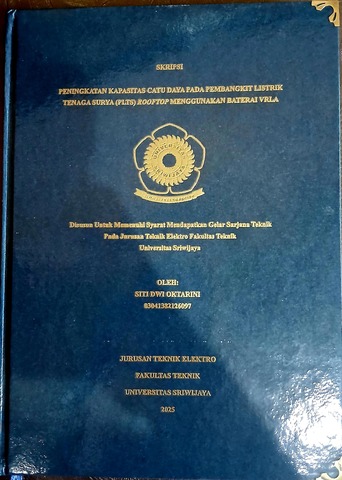 SKRIPSI
PENINGKATAN KAPASITAS CATU DAYA PADA PEMBANGKIT LISTRIK
TENAGA SURYA (PLTS) ROOFTOP MENGGUNAKAN BATERAI VRLA
UNIVERSITAS
SRIWIJAYA
Disusun Untuk Memenuhi Syarat Mendapatkan Gelar Sarjana Teknik
Pada Jurusan Teknik Elektro Fakultas Teknik
Universitas Sriwijaya
OLEH:
SITI DWI OKTARINI
03041382126097
JURUSAN TEKNIK ELEKTRO
FAKULTAS TEKNIK
UNIVERSITAS SRIWIJAYA
2025